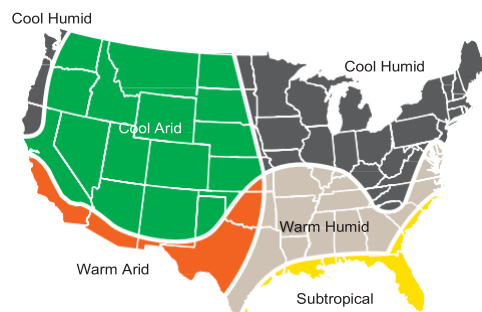 Cool Humid
Cool Humid
Cool Arid
Warm Humid
Warm Arid
Subtropical